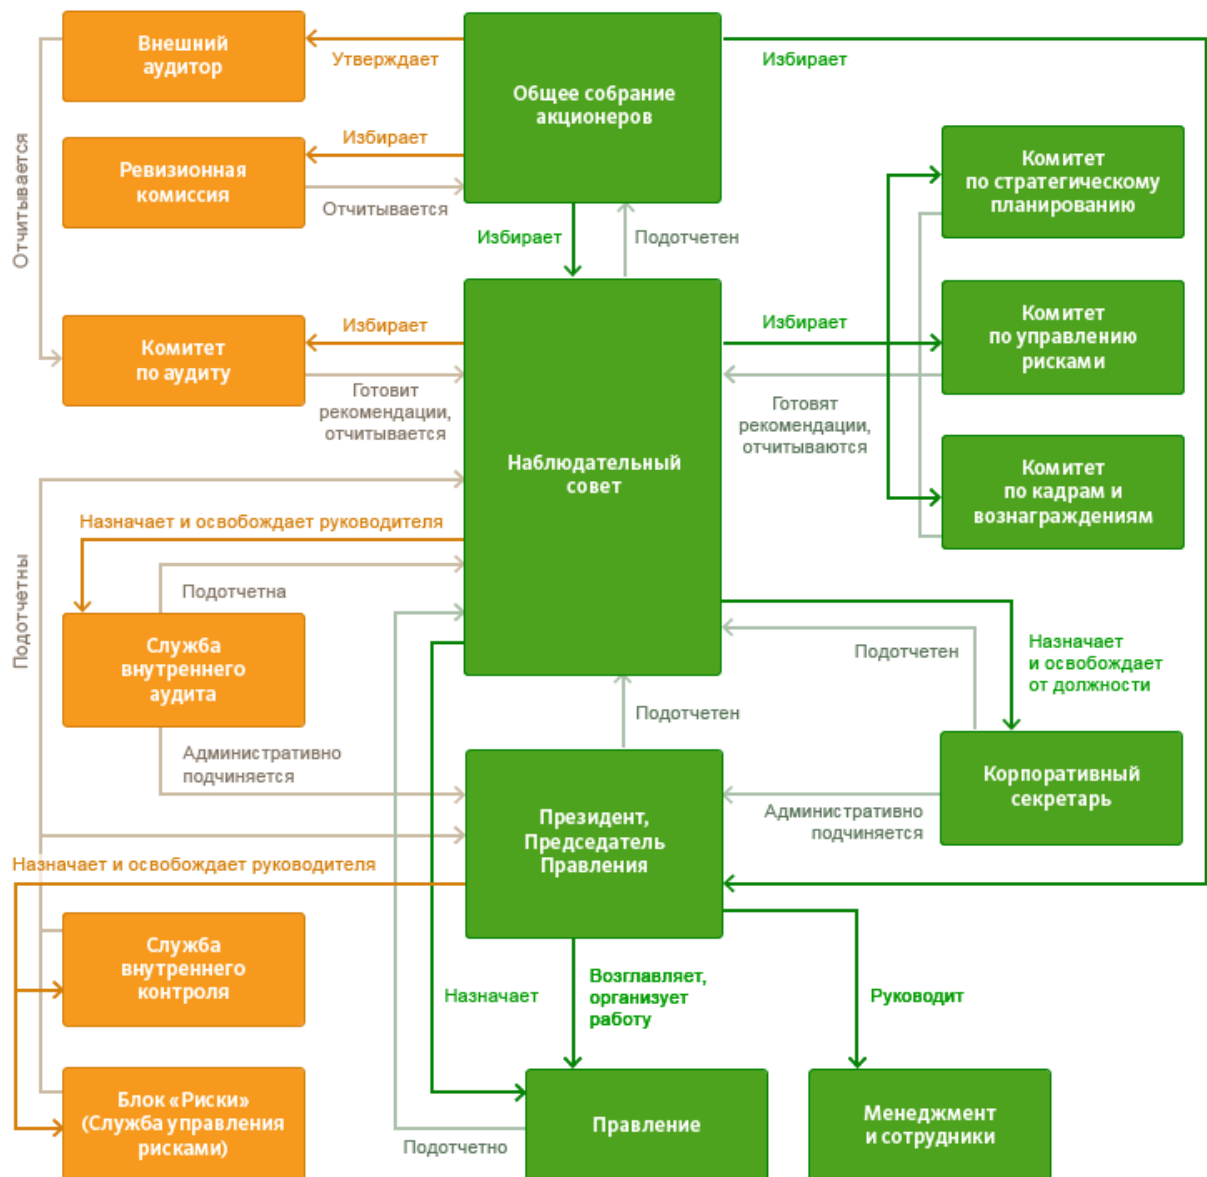 Внешний
аудитор
Утверждает
Общее собрание
акционеров
Избирает
Ревизионная
комиссия
Избирает
Отчитывается
Отчитывается
Комитет
по стратегическому
планированию
Избирает
Подотчетен
Комитет
по аудиту
Избирает
Готовит
рекомендации,
отчитывается
Наблюдательный
совет
Избирает
Готовят
рекомендации,
отчитываются
Комитет
по управлению
рисками
Комитет
по кадрам и
вознаграждениям
Назначает и освобождает руководителя
Подотчетны
Подотчетна
Служба
внутреннего
аудита
Административно
подчиняется
Подотчетен
Подотчетен
Назначает
и освобождает
от должности
Корпоративный
секретарь
Административно
подчиняется
Президент,
Председатель
Правления
Назначает и освобождает руководителя
Служба
внутреннего
контроля
Назначает
Возглавляет,
организует
работу
Руководит
Блок «Риски»
(Служба управления
рисками)
Подотчетно
Правление
Менеджмент
и сотрудники